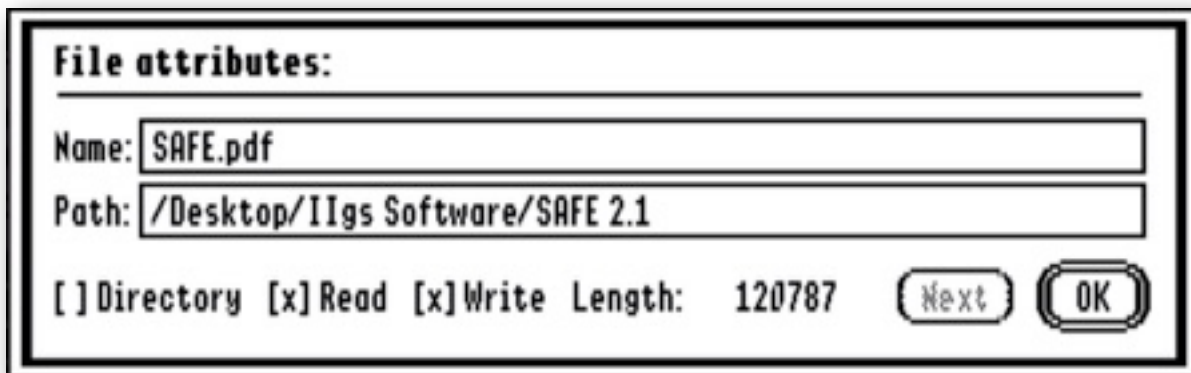 File attributes:
Name: SAFE.pdf
Path: /Desktop/IIgs Software/SAFE 2.1
[ ] Directory [x] Read [x] Write Length: 120787 Next OK